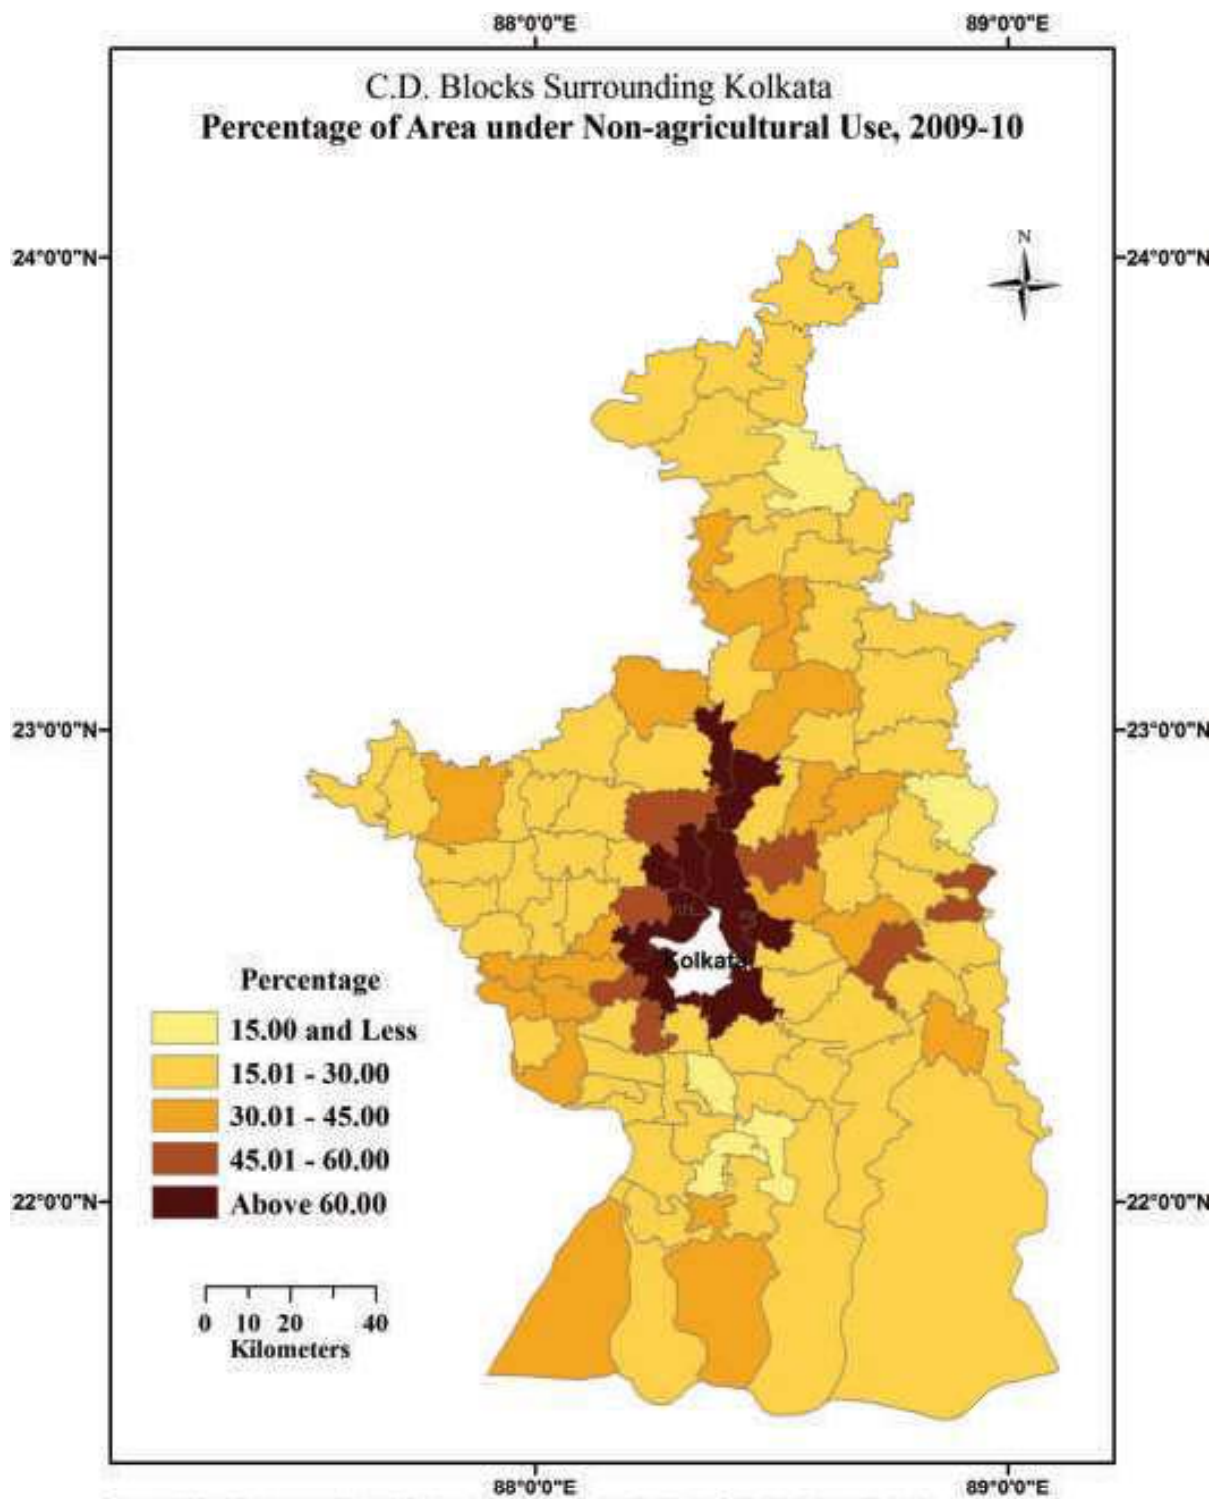 88°0'0"E 89°0'0"E
C.D. Blocks Surrounding Kolkata
Percentage of Area under Non-agricultural Use, 2009-10
N
24°0'0"N 24°0'0"N
23°0'0"N 23°0'0"N
Kolkata
Percentage
15.00 and Less
15.01 - 30.00
30.01 - 45.00
45.01 - 60.00
Above 60.00
22°0'0"N 22°0'0"N
0 10 20 40
Kilometers
88°0'0"E 89°0'0"E